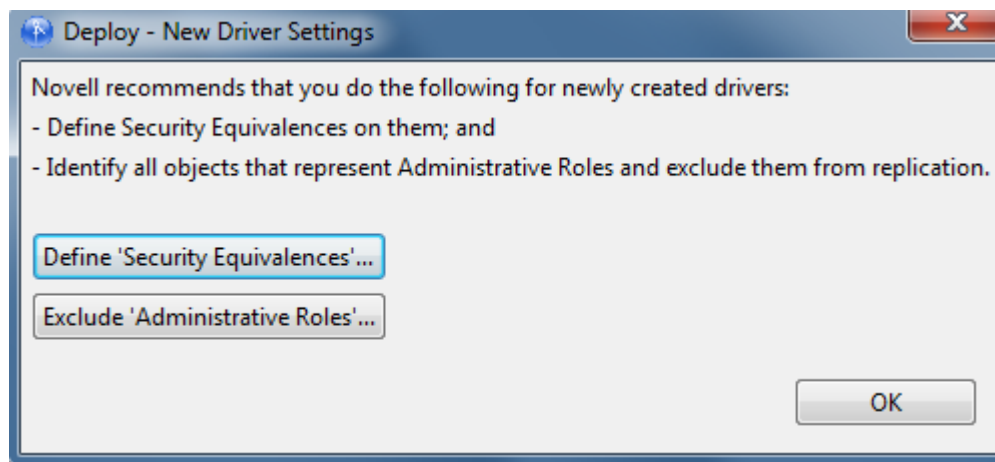 Deploy - New Driver Settings
Novell recommends that you do the following for newly created drivers:
- Define Security Equivalences on them; and
- Identify all objects that represent Administrative Roles and exclude them from replication.
Define 'Security Equivalences'...
Exclude 'Administrative Roles'...
OK